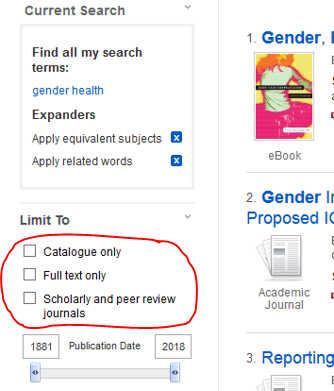 Current Search
Find all my search
terms:
gender health
Expanders
Apply equivalent subjects
Apply related words
Limit To
Catalogue only
Full text only
Scholarly and peer review
journals
1881 Publication Date 2018
1. Gender,
eBook
2. Gender
Proposed
Academic
Journal
3. Reporting